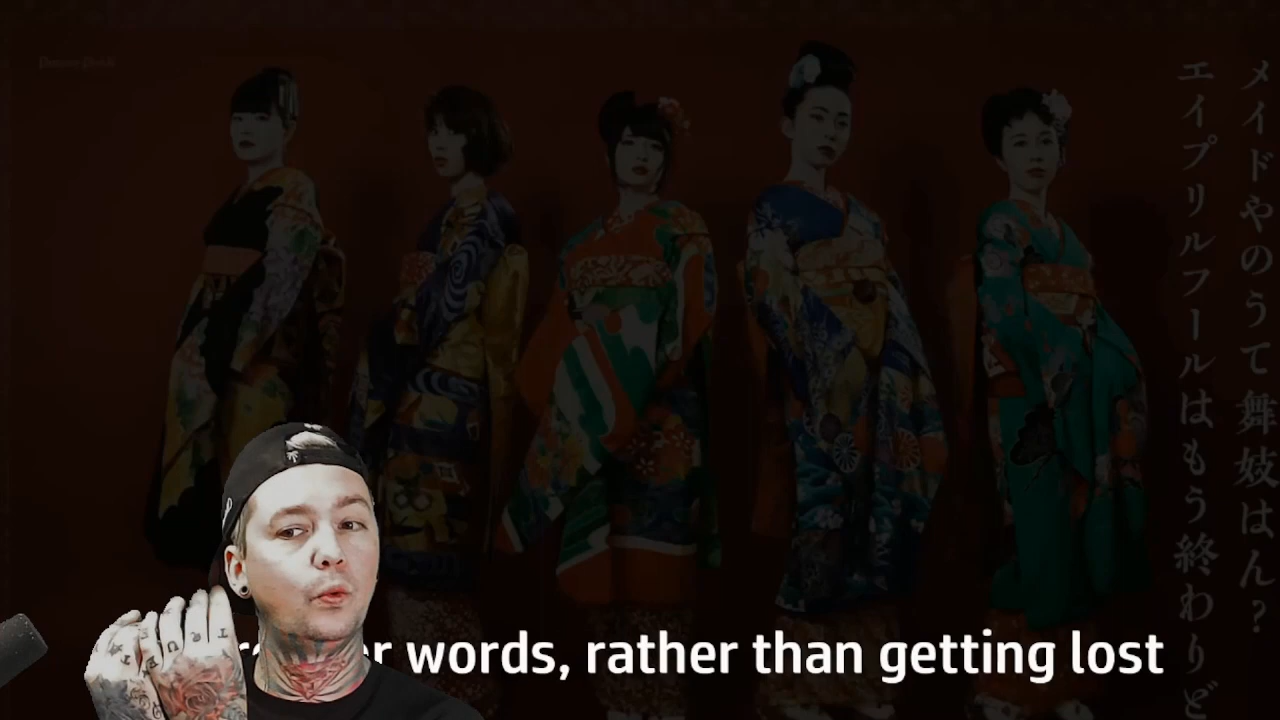 メイドやのうて舞妓はん?
エイプリルフールはもう終わりど
words, rather than getting lost